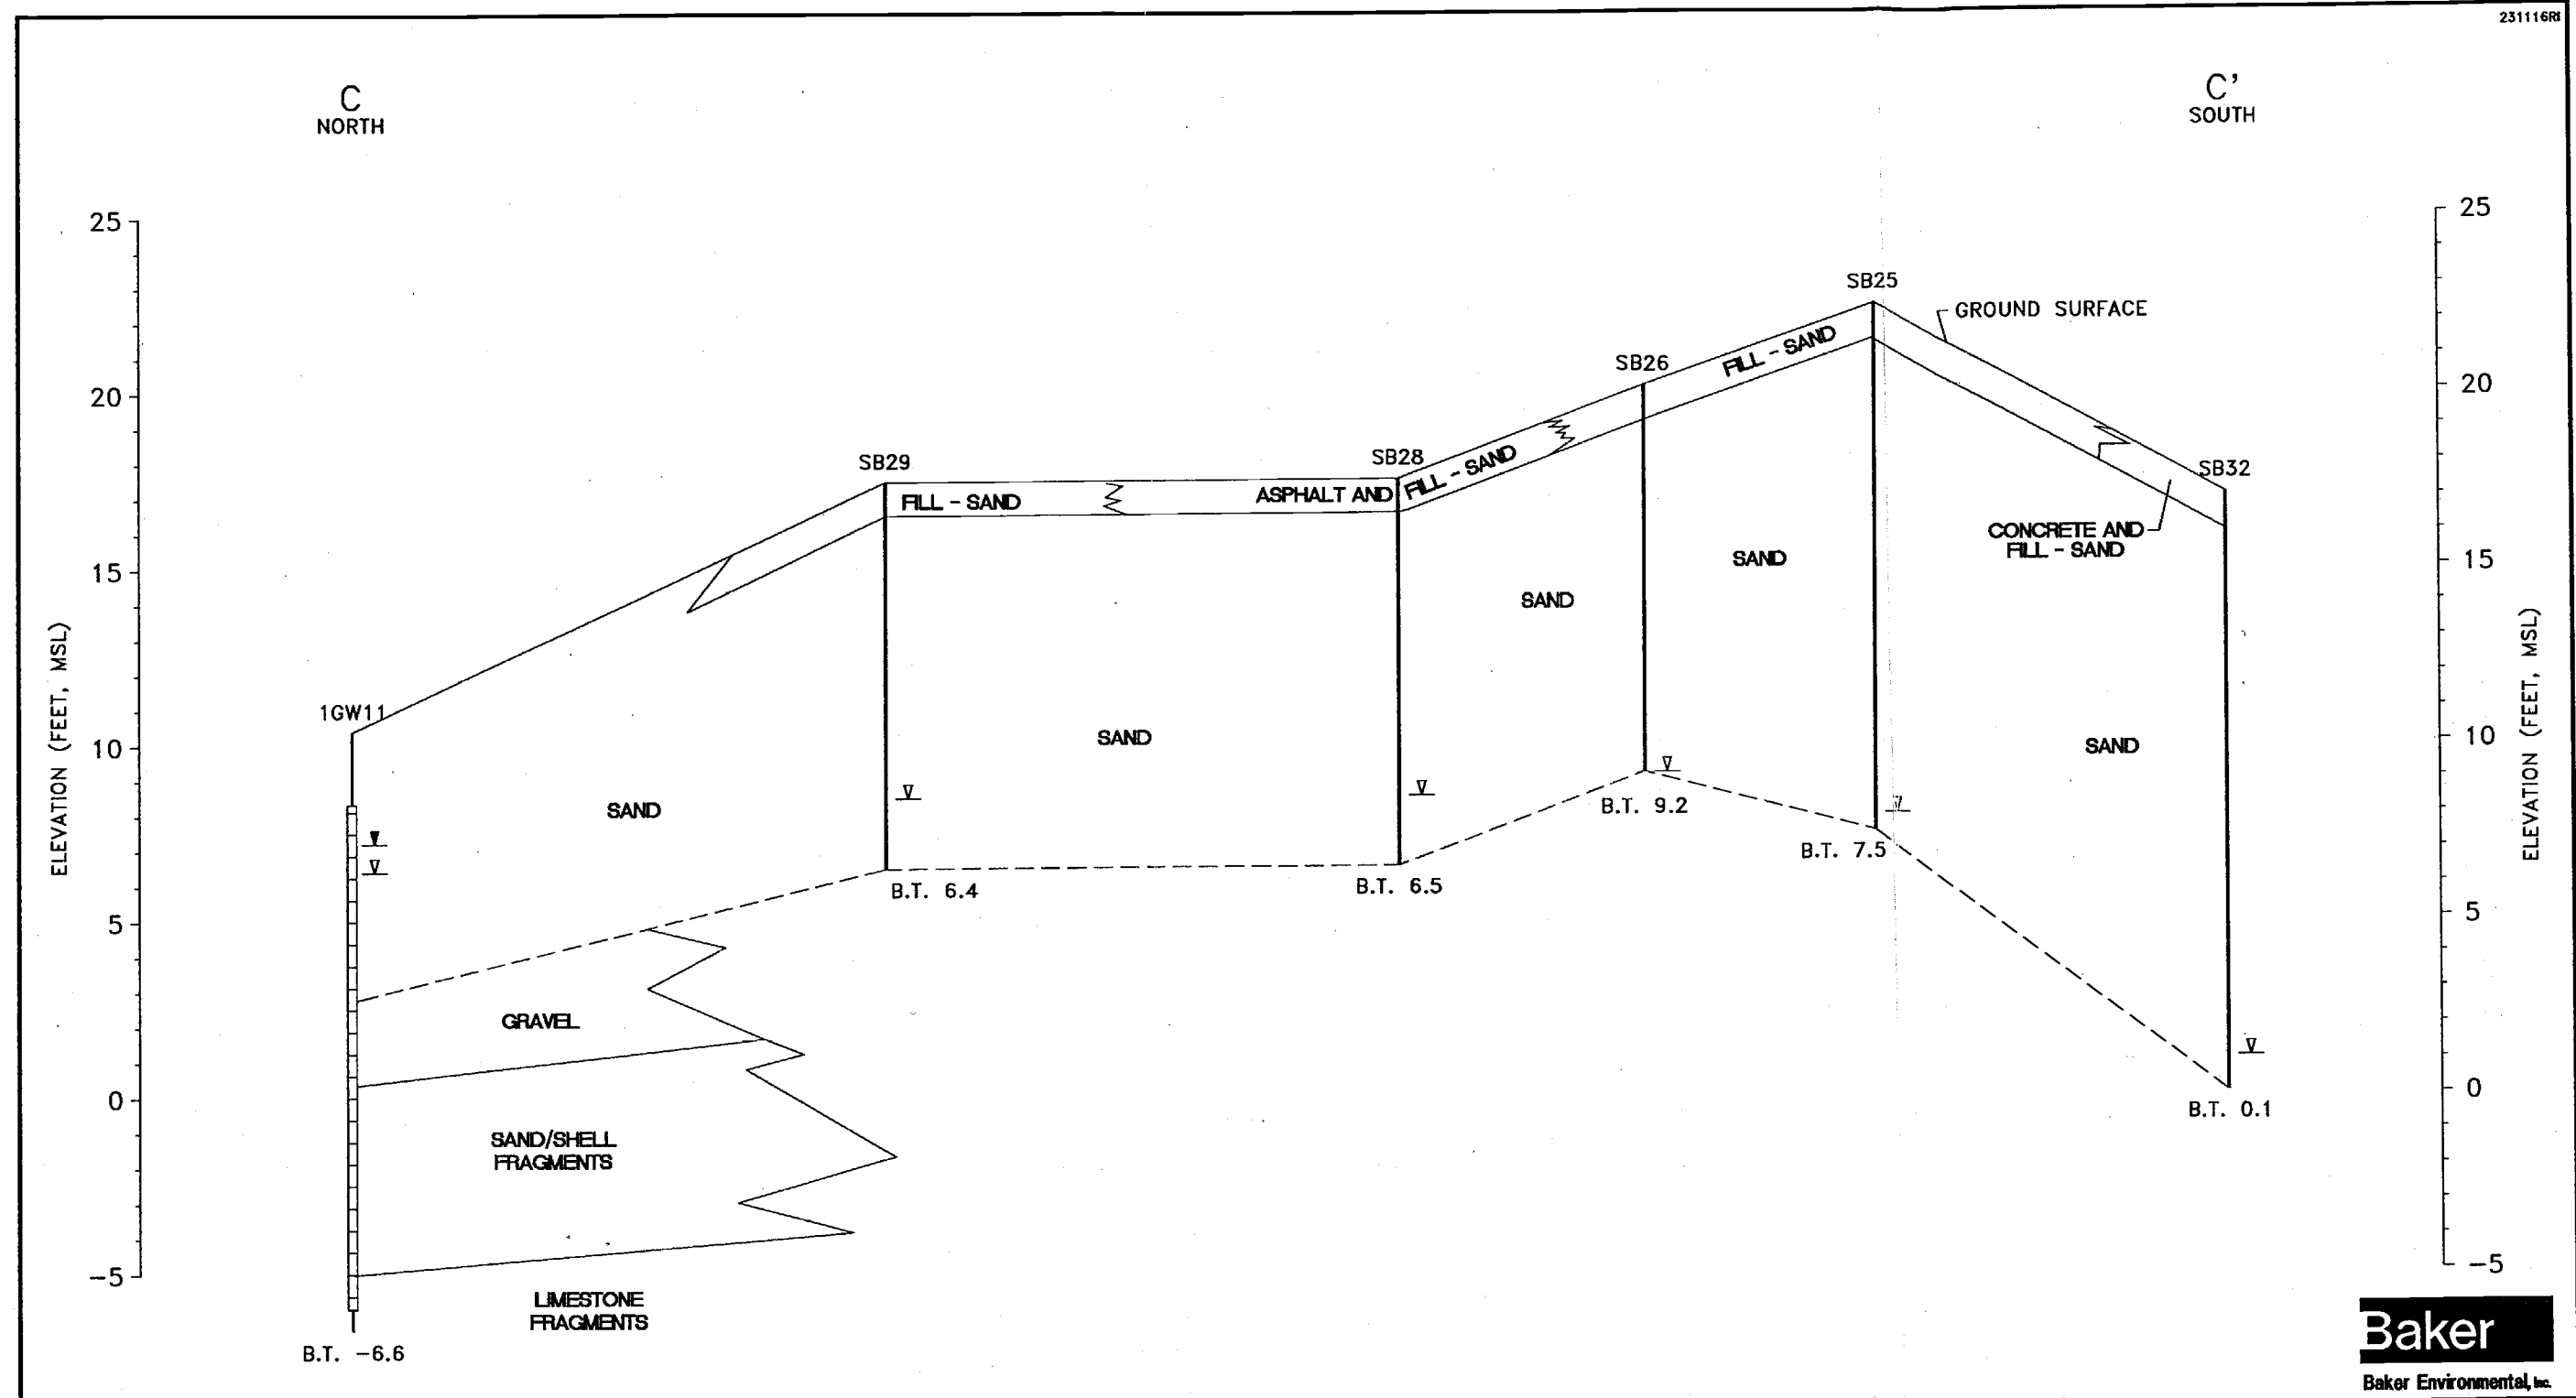 231116RI
C
NORTH
C'
SOUTH
25
20
15
10
5
0
-5
ELEVATION (FEET, MSL)
25
20
15
10
5
0
-5
ELEVATION (FEET, MSL)
1GW11
SB29
SB28
SB26
SB25
SB32
GROUND SURFACE
FILL - SAND
ASPHALT AND
FILL - SAND
FILL - SAND
CONCRETE AND
FILL - SAND
SAND
SAND
SAND
SAND
SAND
B.T. 6.4
B.T. 6.5
B.T. 9.2
B.T. 7.5
B.T. 0.1
GRAVEL
SAND/SHELL
FRAGMENTS
LIMESTONE
FRAGMENTS
B.T. -6.6
Baker
Baker Environmental, Inc.